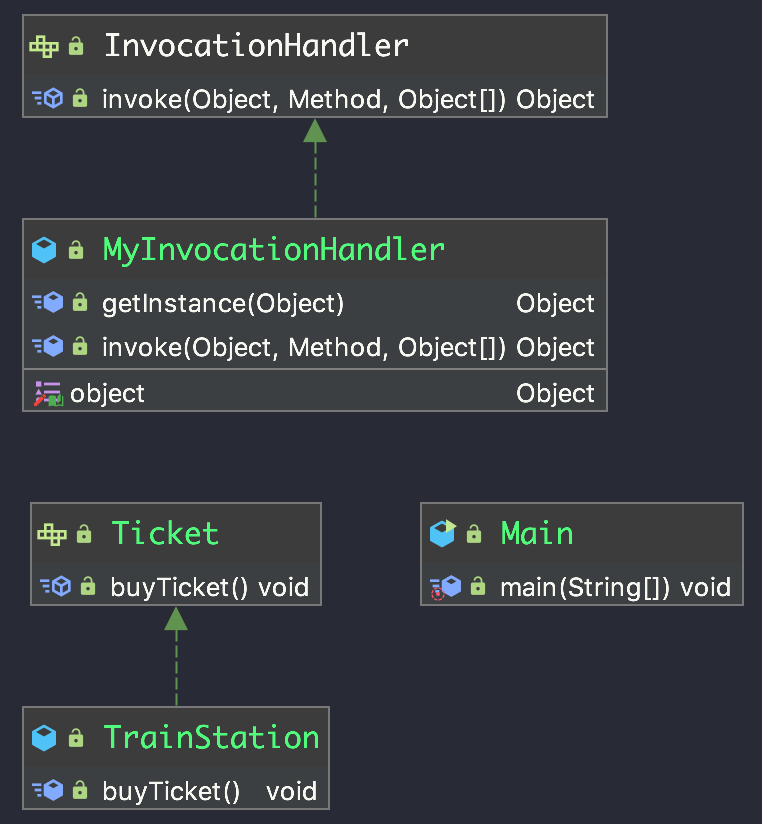 InvocationHandler
invoke(Object, Method, Object[]) Object
MyInvocationHandler
getInstance(Object) Object
invoke(Object, Method, Object[]) Object
object Object
Ticket
buyTicket() void
Main
main(String[]) void
TrainStation
buyTicket() void